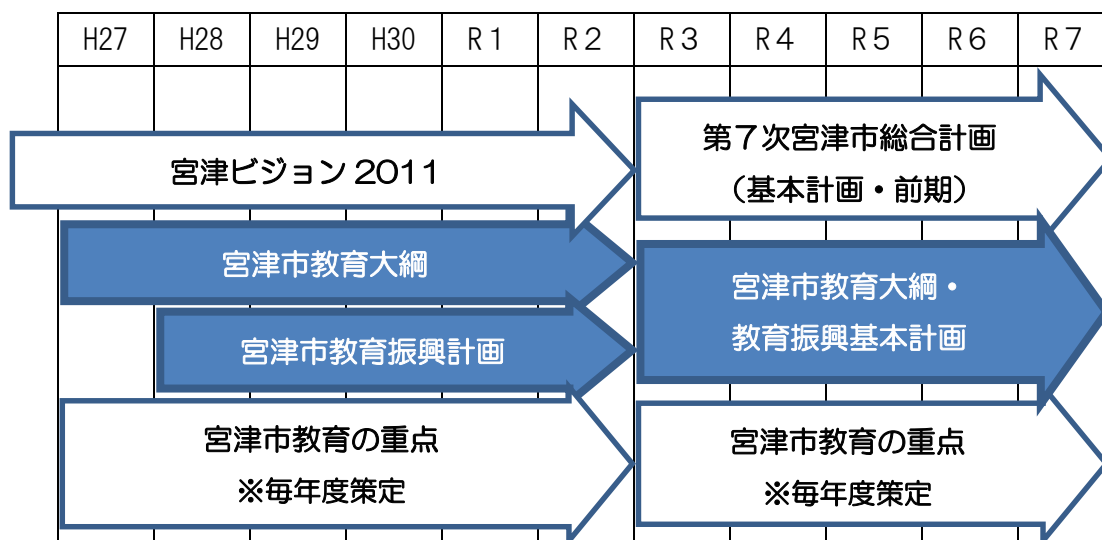 H27 H28 H29 H30 R1 R2 R3 R4 R5 R6 R7
宮津ビジョン2011
第7次宮津市総合計画
（基本計画・前期）
宮津市教育大綱
宮津市教育振興計画
宮津市教育大綱・
教育振興基本計画
宮津市教育の重点
※毎年度策定
宮津市教育の重点
※毎年度策定